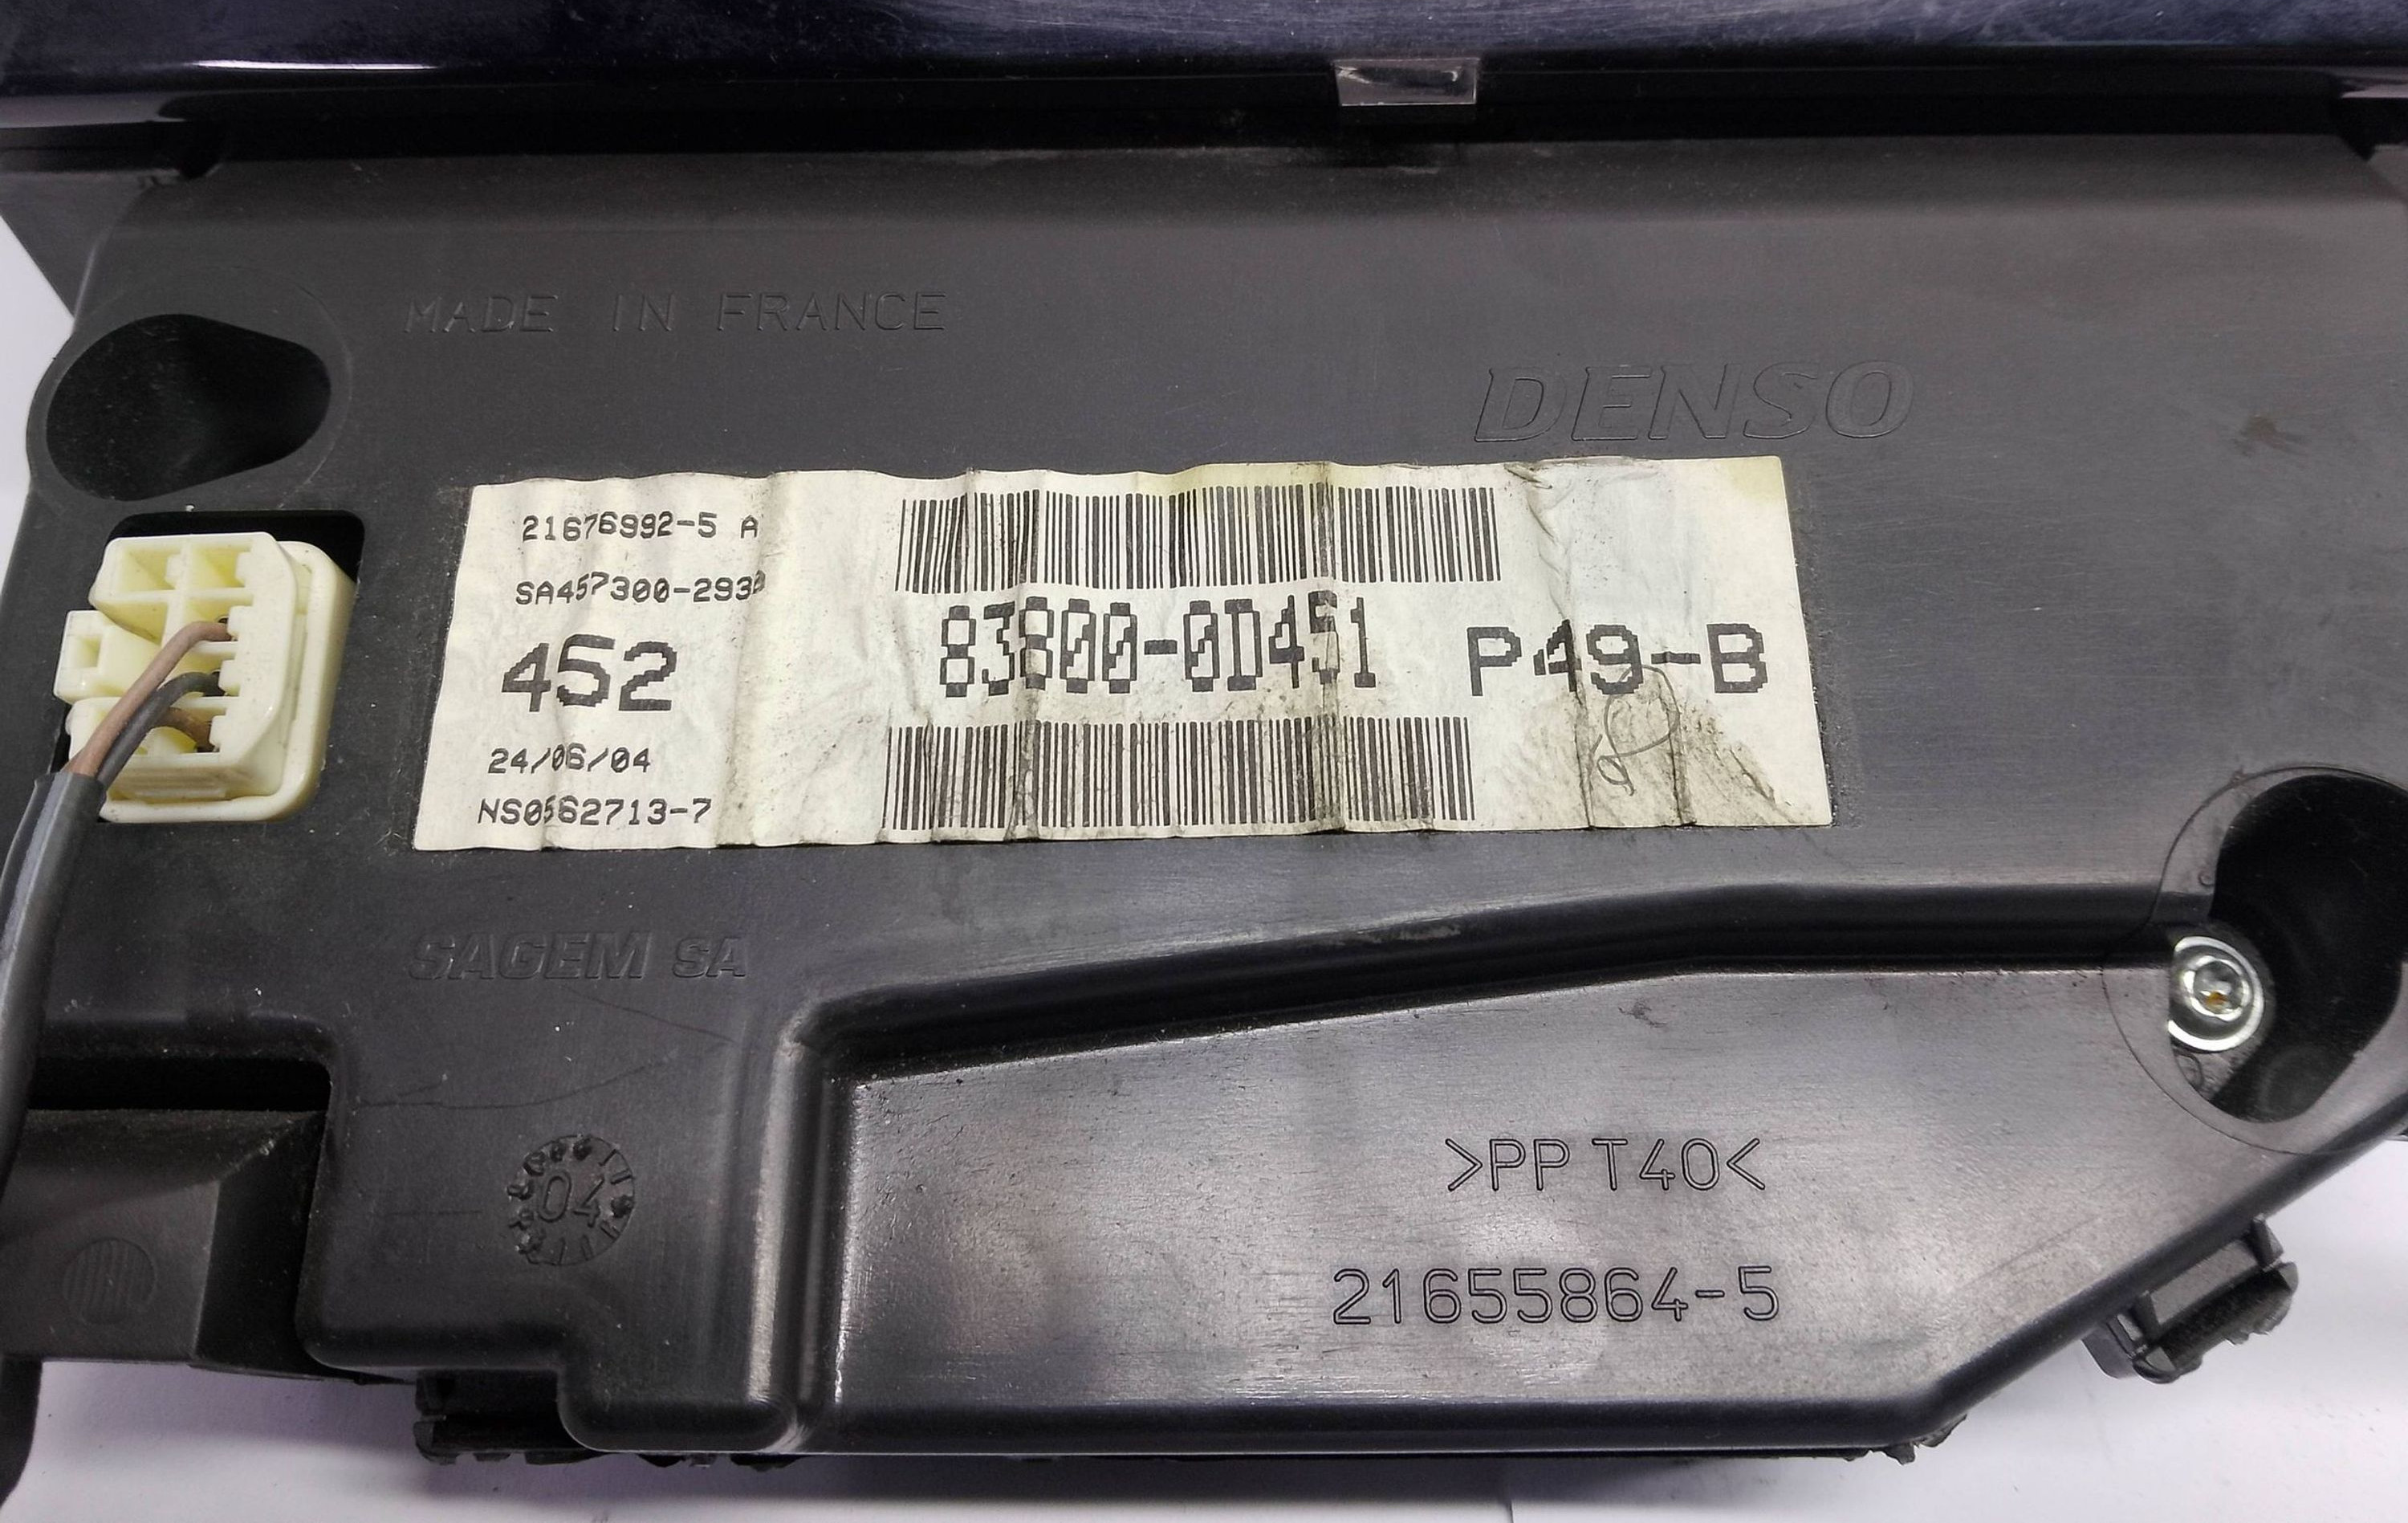 MADE IN FRANCE
DENSO
21676992-5 A
SA457300-2930
452
83800-0D451
P49-B
24/06/04
NS0562713-7
SAGEM SA
04
>PP T40<
21655864-5